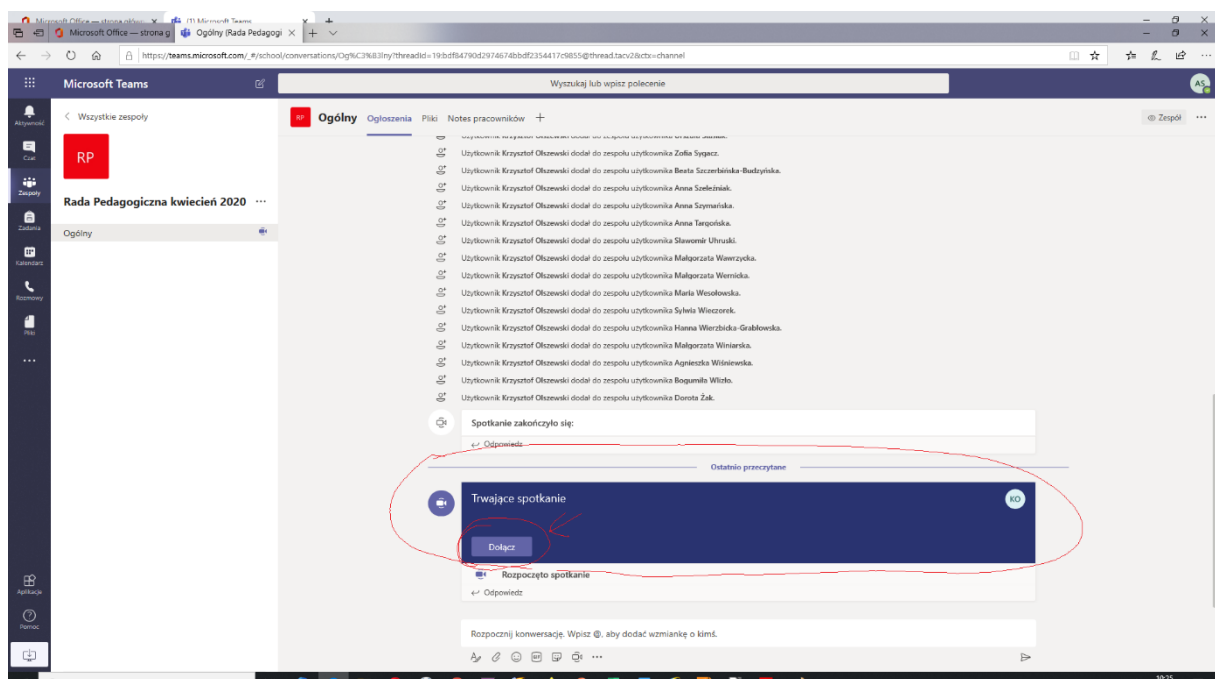 Microsoft Office — strona główn
(1) Microsoft Teams
Microsoft Office — strona g
Ogólny (Rada Pedagogi
https://teams.microsoft.com/_#/school/conversations/Og%C3%B3lny?threadId=19:bdf84790d2974674bbdf2354417c9855@thread.tacv2&ctx=channel
Microsoft Teams
Wyszukaj lub wpisz polecenie
AS
Aktywność
Czat
Zespoły
Zadania
Kalendarz
Rozmowy
Pliki
Aplikacje
Pomoc
Wszystkie zespoły
RP
Rada Pedagogiczna kwiecień 2020
Ogólny
RP Ogólny Ogłoszenia Pliki Notes pracowników
Zespół
Użytkownik Krzysztof Olszewski dodał do zespołu użytkownika Zofia Sygacz.
Użytkownik Krzysztof Olszewski dodał do zespołu użytkownika Beata Szczerbińska-Budzyńska.
Użytkownik Krzysztof Olszewski dodał do zespołu użytkownika Anna Szeleźniak.
Użytkownik Krzysztof Olszewski dodał do zespołu użytkownika Anna Szymańska.
Użytkownik Krzysztof Olszewski dodał do zespołu użytkownika Anna Targońska.
Użytkownik Krzysztof Olszewski dodał do zespołu użytkownika Sławomir Uhruski.
Użytkownik Krzysztof Olszewski dodał do zespołu użytkownika Małgorzata Wawrzycka.
Użytkownik Krzysztof Olszewski dodał do zespołu użytkownika Małgorzata Wernicka.
Użytkownik Krzysztof Olszewski dodał do zespołu użytkownika Maria Wesołowska.
Użytkownik Krzysztof Olszewski dodał do zespołu użytkownika Sylwia Wieczorek.
Użytkownik Krzysztof Olszewski dodał do zespołu użytkownika Hanna Wierzbicka-Grabłowska.
Użytkownik Krzysztof Olszewski dodał do zespołu użytkownika Małgorzata Winiarska.
Użytkownik Krzysztof Olszewski dodał do zespołu użytkownika Agnieszka Wiśniewska.
Użytkownik Krzysztof Olszewski dodał do zespołu użytkownika Bogumiła Wlizło.
Użytkownik Krzysztof Olszewski dodał do zespołu użytkownika Dorota Żak.
Spotkanie zakończyło się:
Odpowiedz
Ostatnio przeczytane
Trwające spotkanie
KO
Dołącz
Rozpoczęto spotkanie
Odpowiedz
Rozpocznij konwersację. Wpisz @, aby dodać wzmiankę o kimś.
GIF
10:25